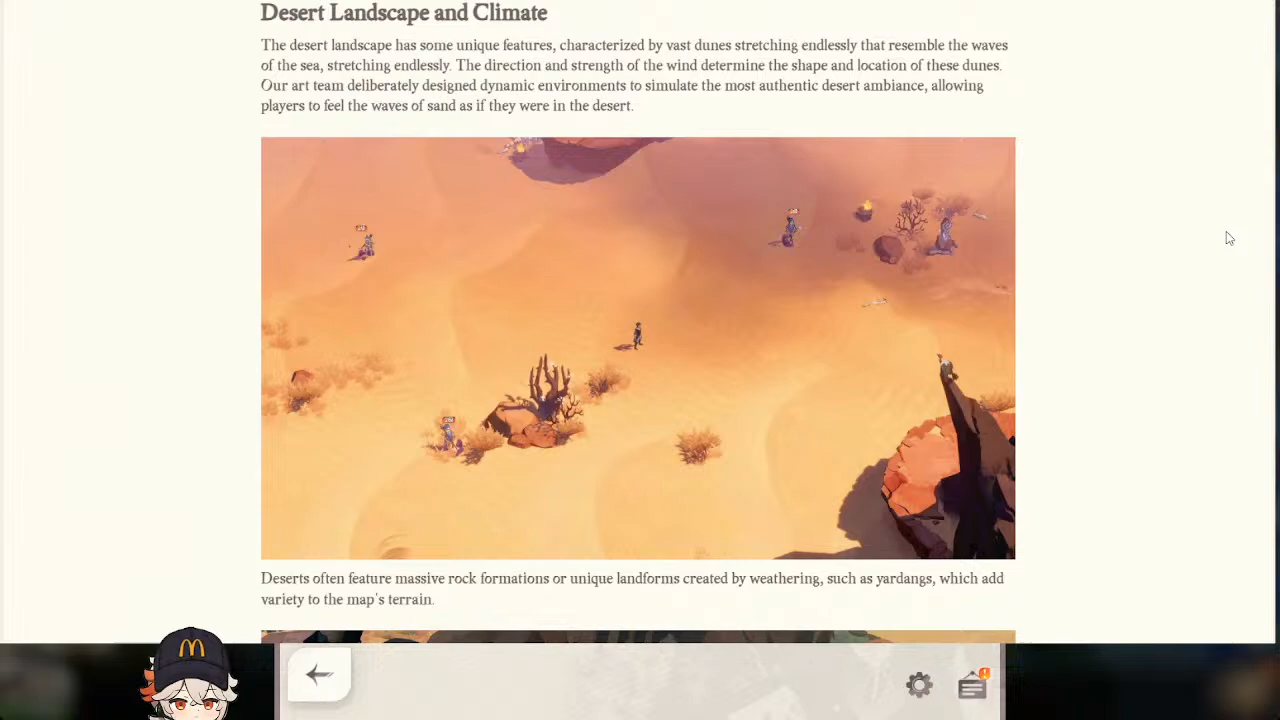 Desert Landscape and Climate
The desert landscape has some unique features, characterized by vast dunes stretching endlessly that resemble the waves
of the sea, stretching endlessly. The direction and strength of the wind determine the shape and location of these dunes.
Our art team deliberately designed dynamic environments to simulate the most authentic desert ambiance, allowing
players to feel the waves of sand as if they were in the desert.
Deserts often feature massive rock formations or unique landforms created by weathering, such as yardangs, which add
variety to the map's terrain.